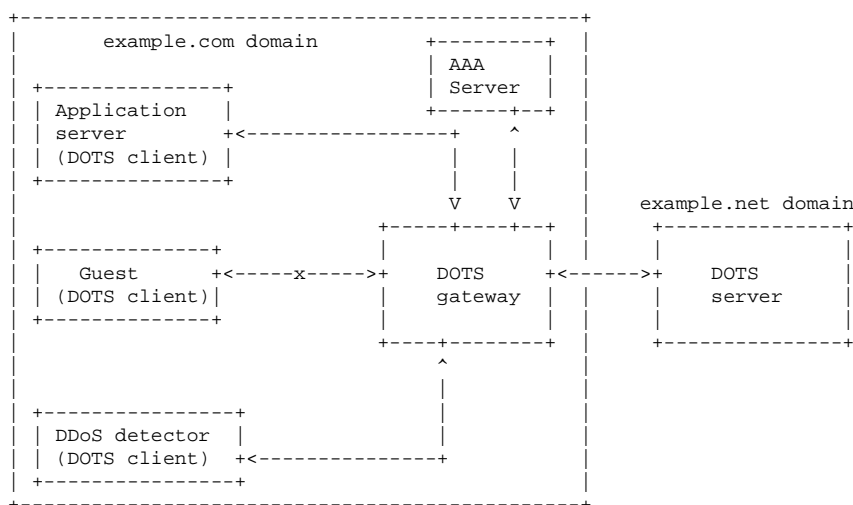 example.com domain
AAA
Server
Application
server
(DOTS client)
V V
example.net domain
Guest
(DOTS client)
x
DOTS
gateway
DOTS
server
DDoS detector
(DOTS client)